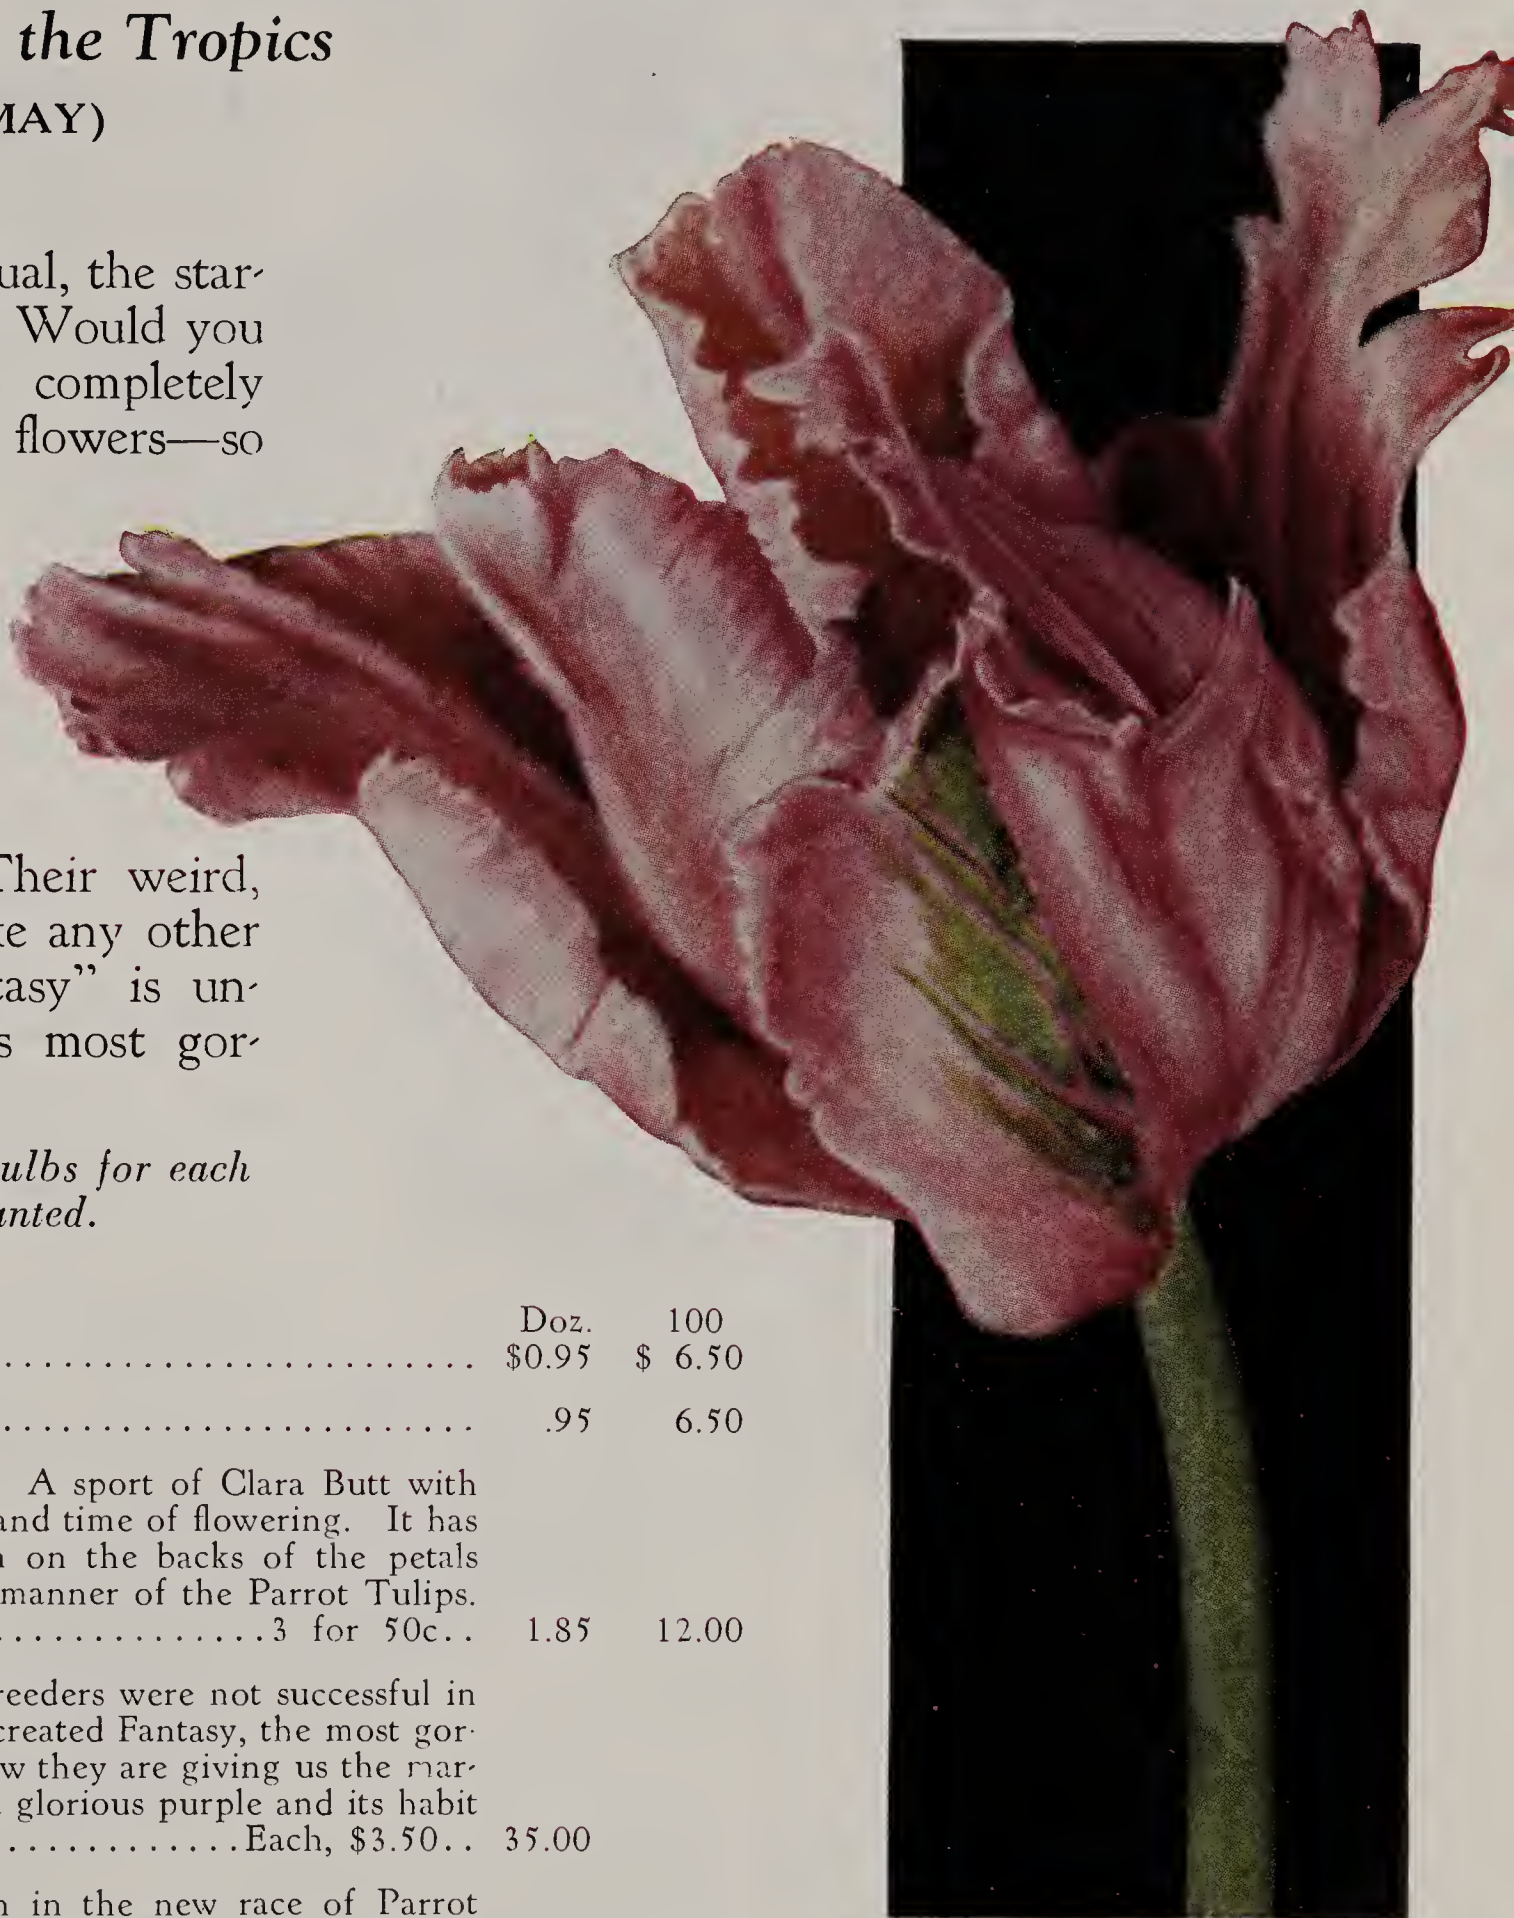 the Tropics
MAY)
ual, the star-
Would you
completely
flowers—so
Their weird,
ke any other
tasy” is un-
s most gor-
ulbs for each
anted.
Doz. 100
........................ $0.95 $ 6.50
........................ .95 6.50
A sport of Clara Butt with
and time of flowering. It has
n on the backs of the petals
manner of the Parrot Tulips.
..............3 for 50c.. 1.85 12.00
reeders were not successful in
created Fantasy, the most gor-
w they are giving us the mar-
glorious purple and its habit
............Each, $3.50.. 35.00
n in the new race of Parrot